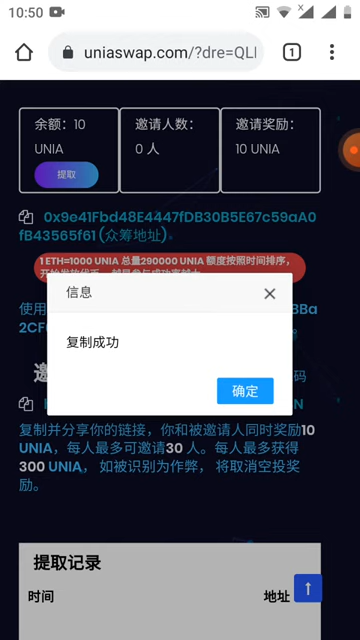 10:50
uniaswap.com/?dre=QLI
1
余额：10
UNIA
提取
邀请人数：
0 人
邀请奖励：
10 UNIA
0x9e41Fbd48E4447fDB30B5E67c59aA0
fB43565f61 (众筹地址)
1 ETH=1000 UNIA 总量290000 UNIA 额度按照时间排序，
使用
BBa
2CF
信息
复制成功
确定
邀
码
N
复制并分享你的链接，你和被邀请人同时奖励10
UNIA，每人最多可邀请30 人。每人最多获得
300 UNIA， 如被识别为作弊， 将取消空投奖
励。
提取记录
时间
地址